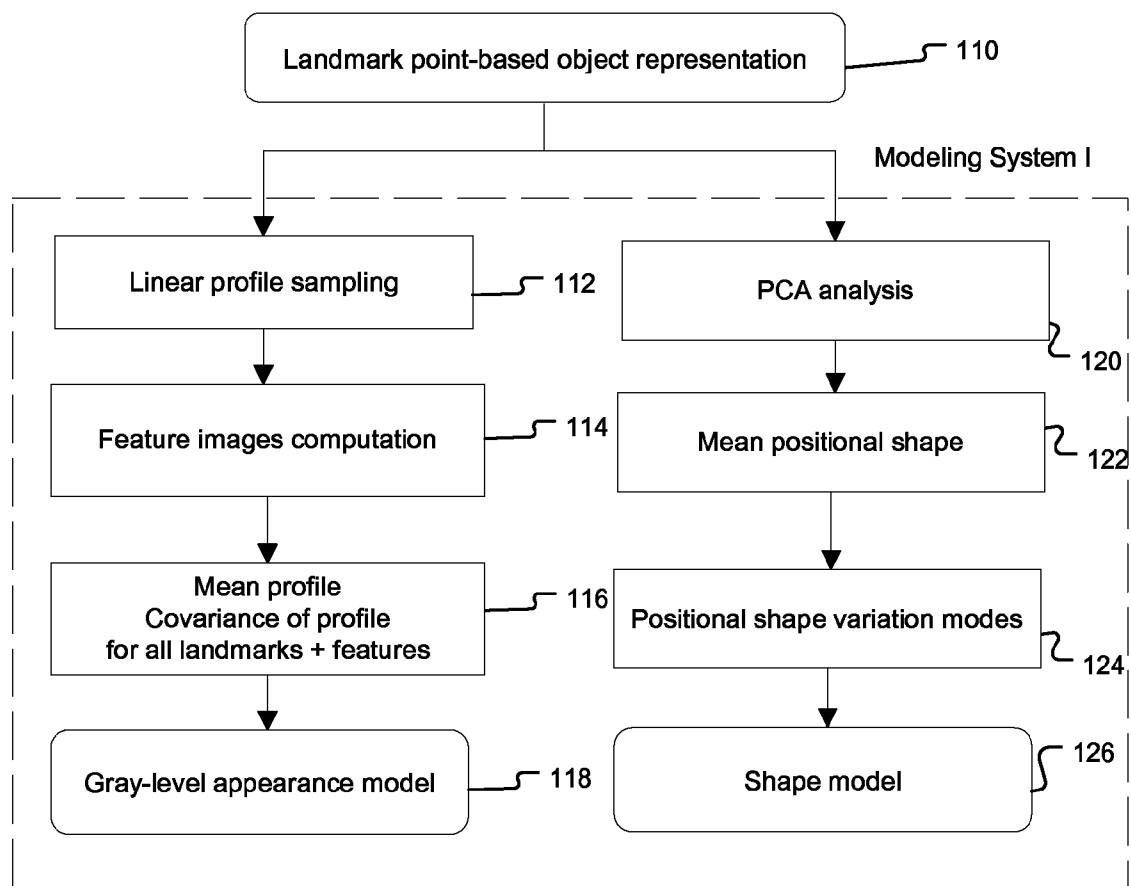 Landmark point-based object representation
110
Modeling System I
Linear profile sampling
112
PCA analysis
120
Feature images computation
114
Mean positional shape
122
Mean profile
Covariance of profile
for all landmarks + features
116
Positional shape variation modes
124
Gray-level appearance model
118
Shape model
126